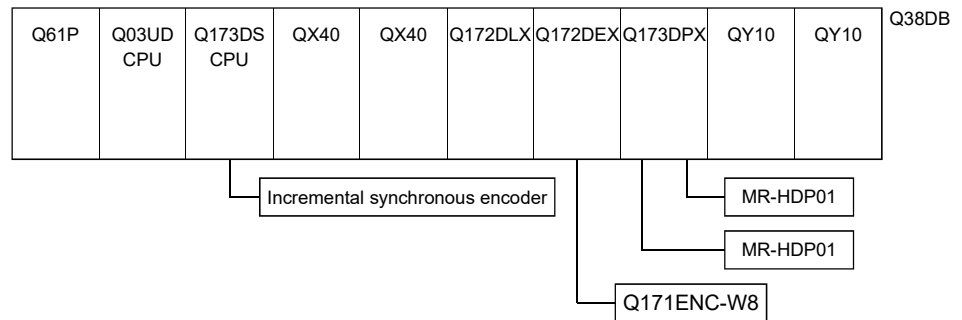 Q38DB
Q61P
Q03UD
CPU
Q173DS
CPU
QX40
QX40
Q172DLX
Q172DEX
Q173DPX
QY10
QY10
Incremental synchronous encoder
MR-HDP01
MR-HDP01
Q171ENC-W8